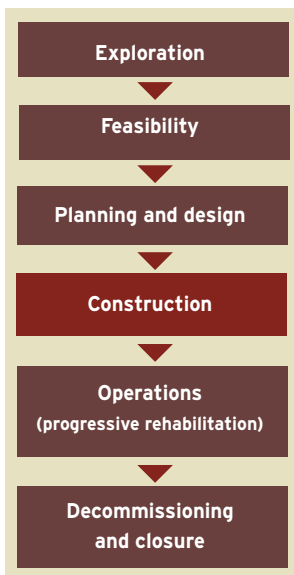 Exploration
Feasibility
Planning and design
Construction
Operations
(progressive rehabilitation)
Decommissioning
and closure